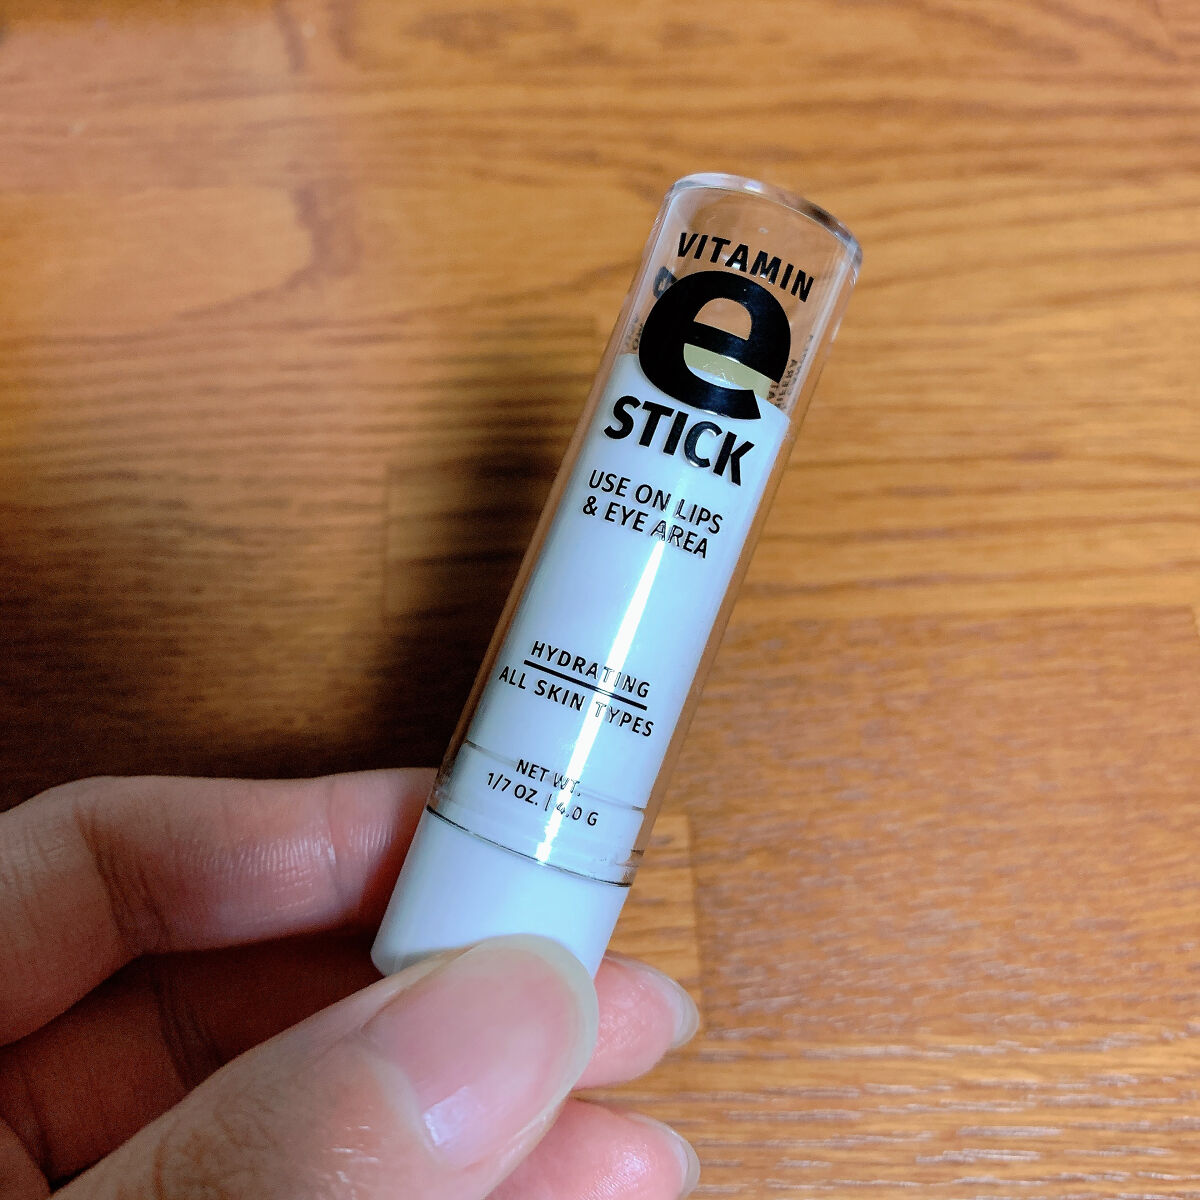 VITAMIN
e
STICK
USE ON LIPS
& EYE AREA
HYDRATING
ALL SKIN TYPES
NET WT.
1/7 OZ. | 4.0 G